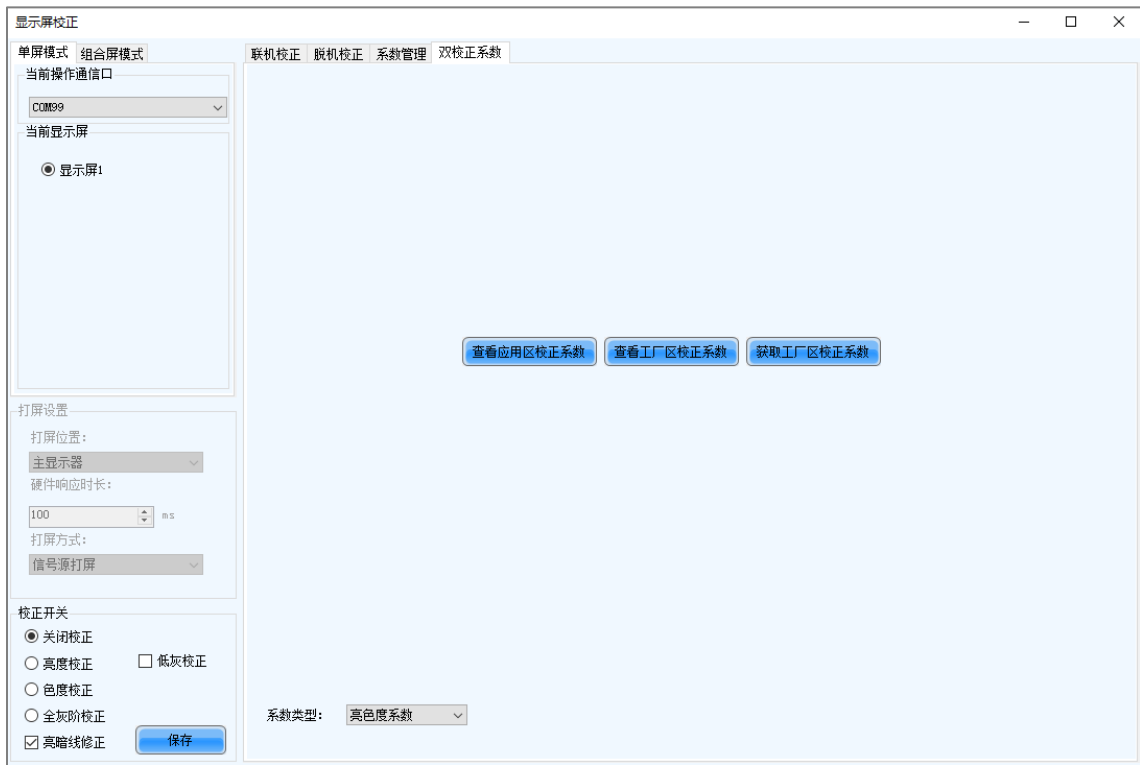 显示屏校正
单屏模式 组合屏模式
当前操作通信口
COM99
当前显示屏
显示屏1
打屏设置
打屏位置:
主显示器
硬件响应时长:
100 ms
打屏方式:
信号源打屏
校正开关
关闭校正
亮度校正 低灰校正
色度校正
全灰阶校正
亮暗线修正 保存
联机校正 脱机校正 系数管理 双校正系数
查看应用区校正系数 查看工厂区校正系数 获取工厂区校正系数
系数类型: 亮色度系数